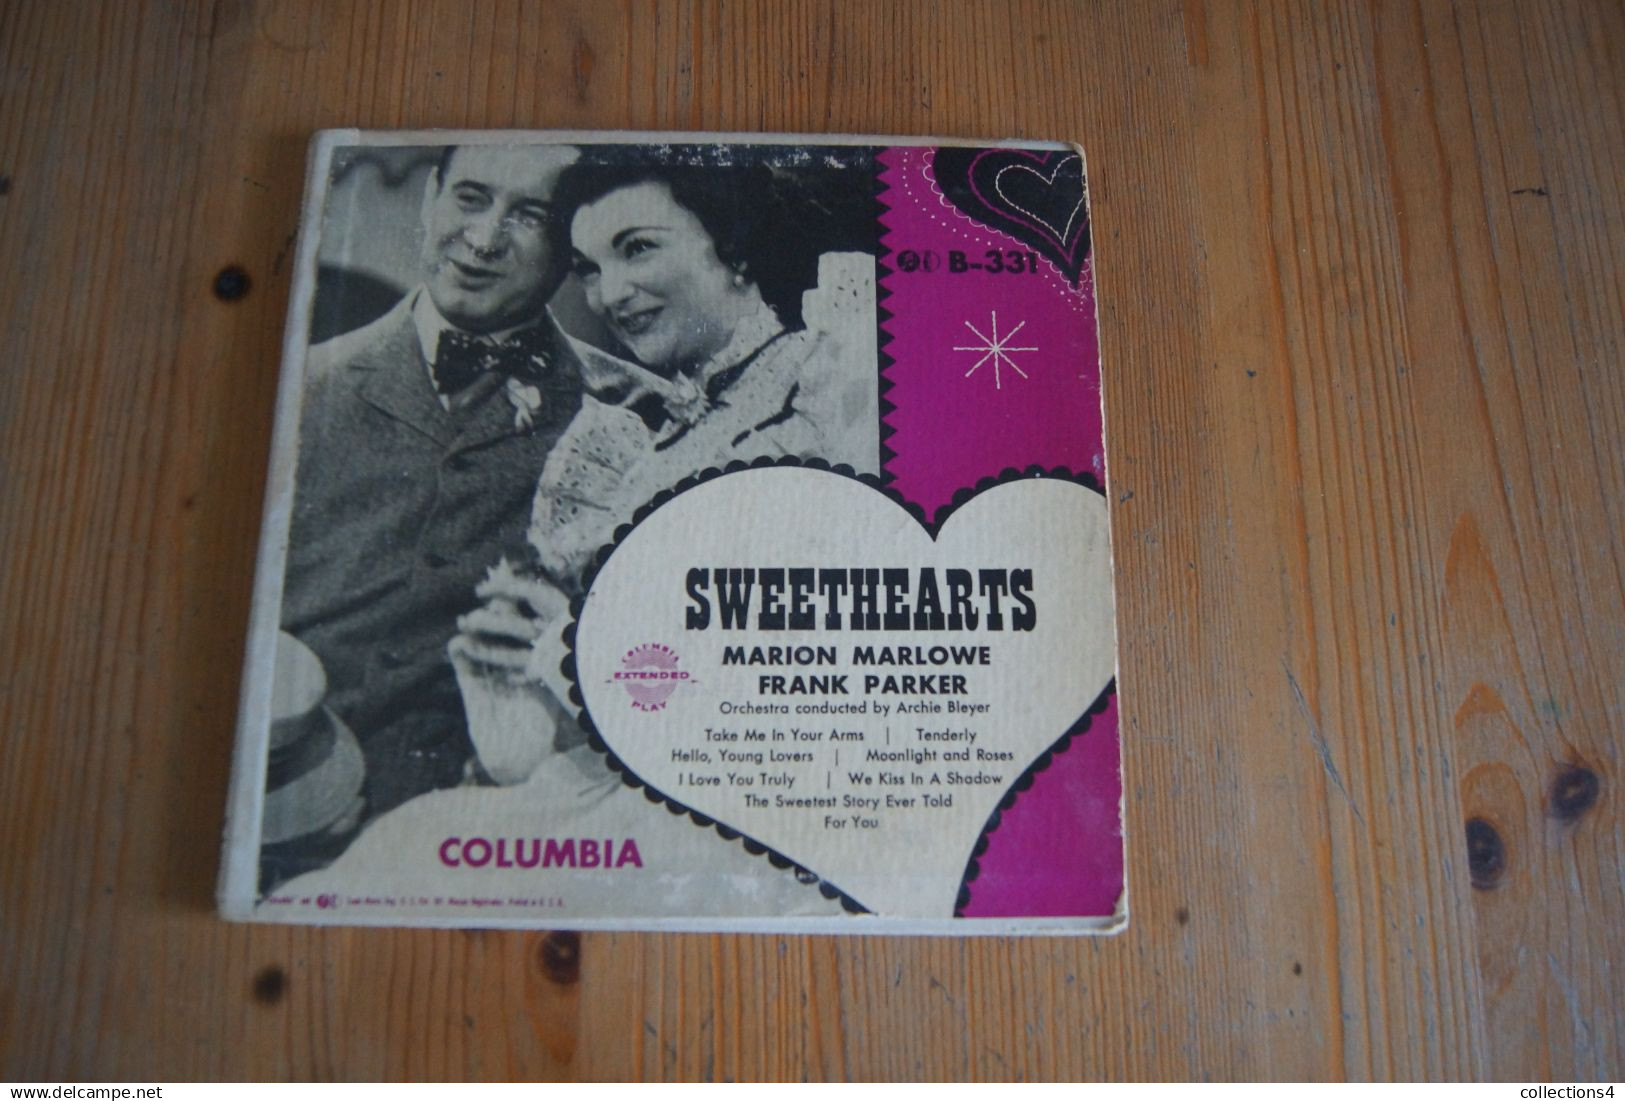 B-331
SWEETHEARTS
MARION MARLOWE
FRANK PARKER
Orchestra conducted by Archie Bleyer
COLUMBIA
EXTENDED
PLAY
Take Me In Your Arms | Tenderly
Hello, Young Lovers | Moonlight and Roses
I Love You Truly | We Kiss In A Shadow
The Sweetest Story Ever Told
For You
COLUMBIA
delcampe.net
collections4